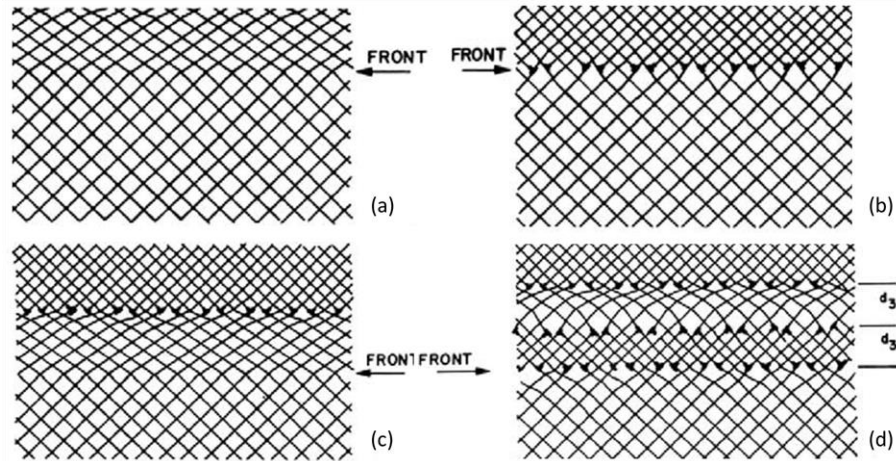 FRONT FRONT
(a) (b)
d3
d3
FRONT FRONT
(c) (d)